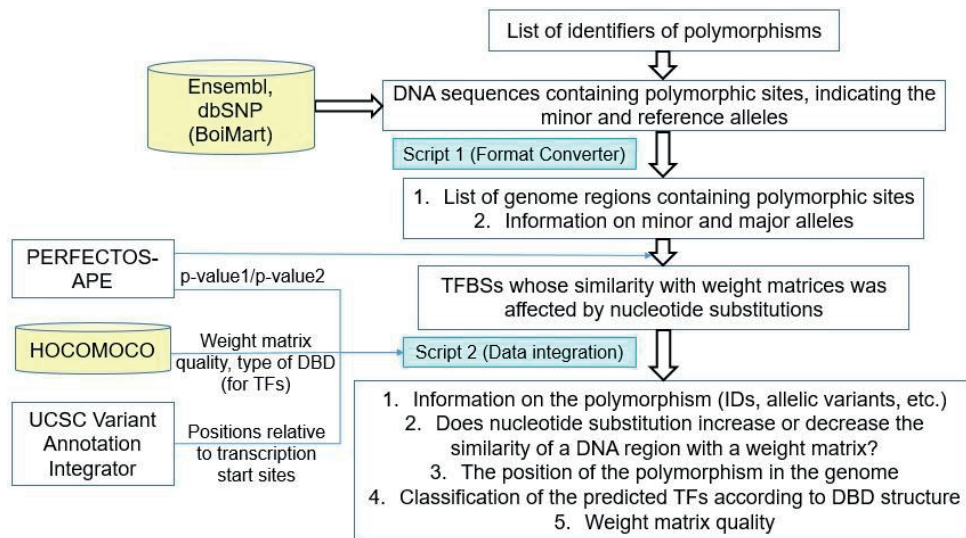 List of identifiers of polymorphisms
Ensembl,
dbSNP
(BoiMart)
DNA sequences containing polymorphic sites, indicating the
minor and reference alleles
Script 1 (Format Converter)
1. List of genome regions containing polymorphic sites
2. Information on minor and major alleles
PERFECTOS-
APE
p-value1/p-value2
TFBSs whose similarity with weight matrices was
affected by nucleotide substitutions
HOCOMOCO
Weight matrix
quality, type of DBD
(for TFs)
Script 2 (Data integration)
UCSC Variant
Annotation
Integrator
Positions relative
to transcription
start sites
1. Information on the polymorphism (IDs, allelic variants, etc.)
2. Does nucleotide substitution increase or decrease the
similarity of a DNA region with a weight matrix?
3. The position of the polymorphism in the genome
4. Classification of the predicted TFs according to DBD structure
5. Weight matrix quality